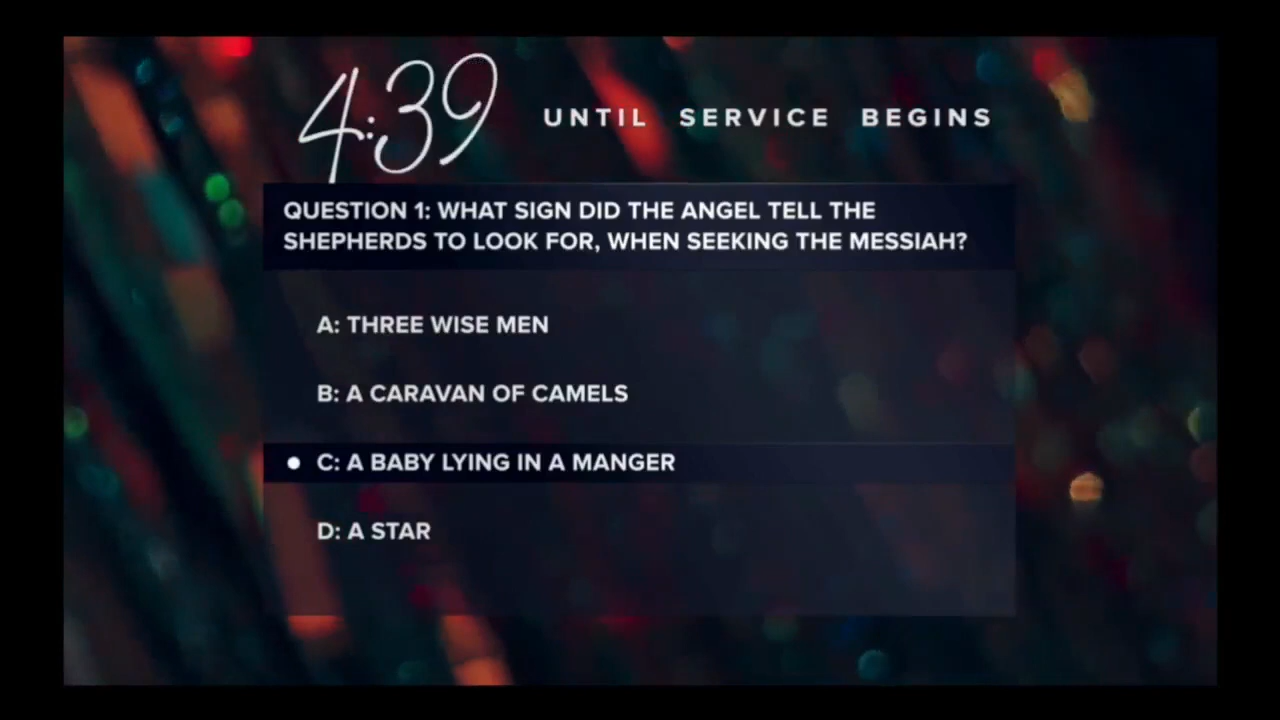 4:39 UNTIL SERVICE BEGINS
QUESTION 1: WHAT SIGN DID THE ANGEL TELL THE
SHEPHERDS TO LOOK FOR, WHEN SEEKING THE MESSIAH?
A: THREE WISE MEN
B: A CARAVAN OF CAMELS
C: A BABY LYING IN A MANGER
D: A STAR